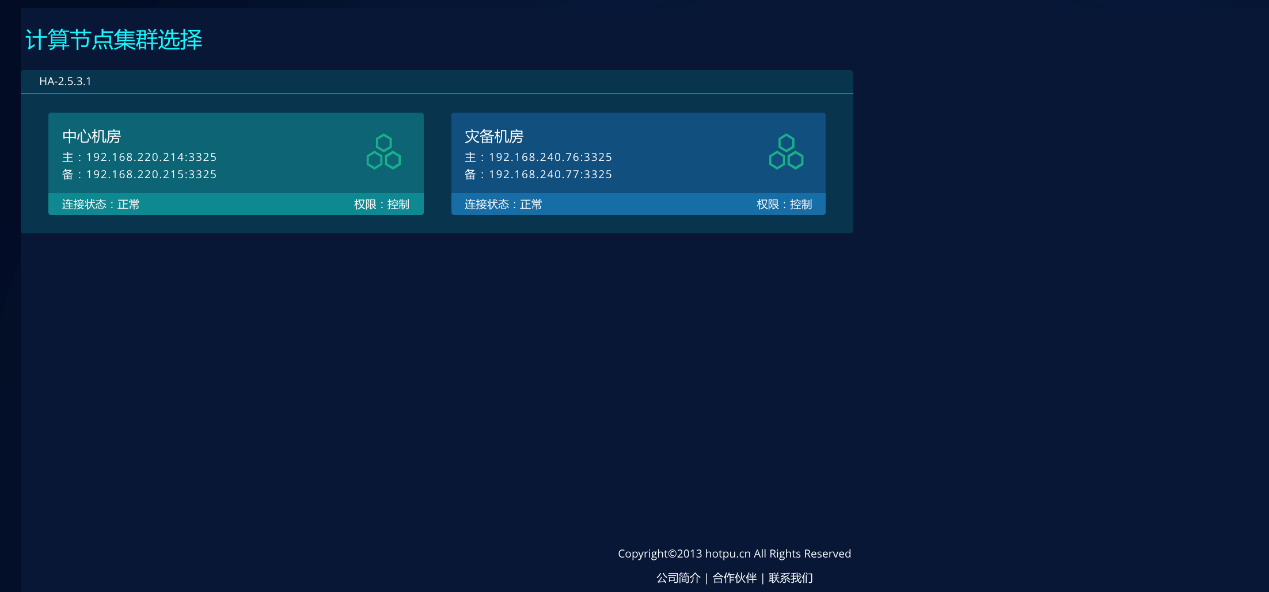 计算节点集群选择
HA-2.5.3.1
中心机房
主：192.168.220.214:3325
备：192.168.220.215:3325
连接状态：正常 权限：控制
灾备机房
主：192.168.240.76:3325
备：192.168.240.77:3325
连接状态：正常 权限：控制
Copyright©2013 hotpu.cn All Rights Reserved
公司简介 | 合作伙伴 | 联系我们